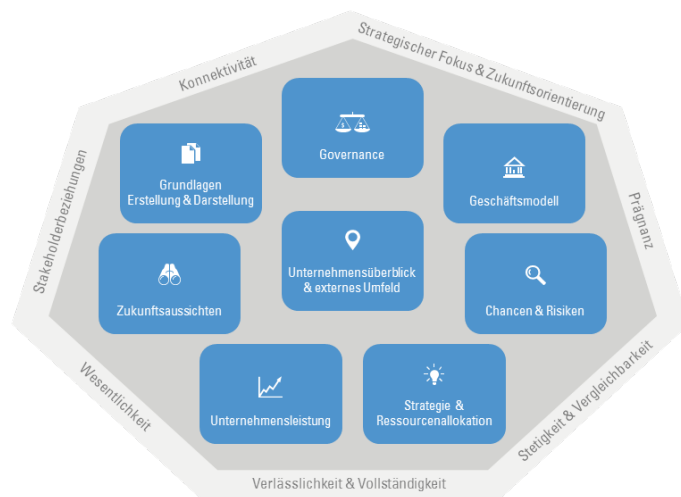 Konnektivität
Strategischer Fokus & Zukunftsorientierung
Stakeholderbeziehungen
Prägnanz
Governance
Grundlagen
Erstellung & Darstellung
Geschäftsmodell
Unternehmensüberblick
& externes Umfeld
Zukunftsaussichten
Chancen & Risiken
Unternehmensleistung
Strategie &
Ressourcenallokation
Wesentlichkeit
Stetigkeit & Vergleichbarkeit
Verlässlichkeit & Vollständigkeit